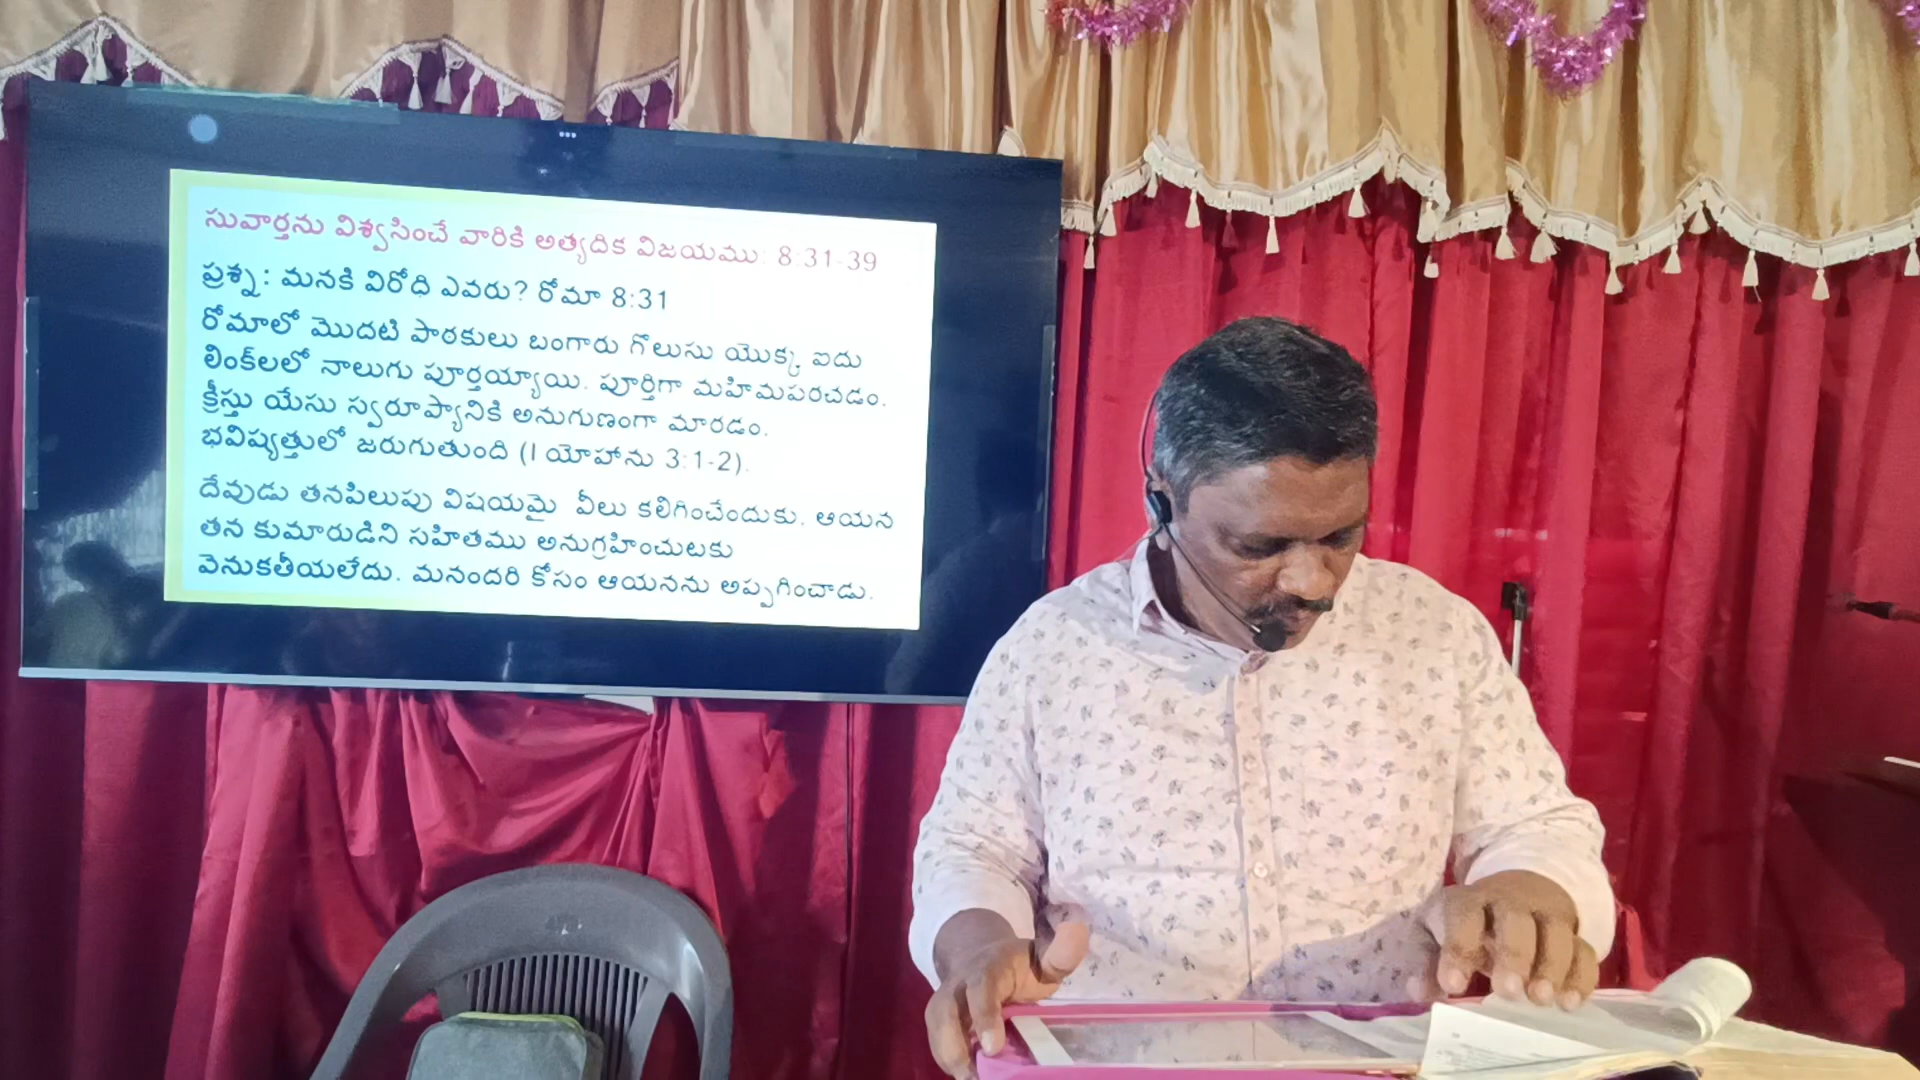 సువార్తను విశ్వసించే వారికి అత్యదిక విజయము: 8:31-39
ప్రశ్న: మనకి విరోధి ఎవరు? రోమా 8:31
రోమాలో మొదటి పాఠకులు బంగారు గొలుసు యొక్క ఐదు
లింక్‌లలో నాలుగు పూర్తయ్యాయి. పూర్తిగా మహిమపరచడం.
క్రీస్తు యేసు స్వరూప్యానికి అనుగుణంగా మారడం.
భవిష్యత్తులో జరుగుతుంది (I యోహాను 3:1-2).
దేవుడు తనపిలుపు విషయమై వీలు కలిగించేందుకు. ఆయన
తన కుమారుడిని సహితము అనుగ్రహించుటకు
వెనుకతీయలేదు. మనందరి కోసం ఆయనను అప్పగించాడు.